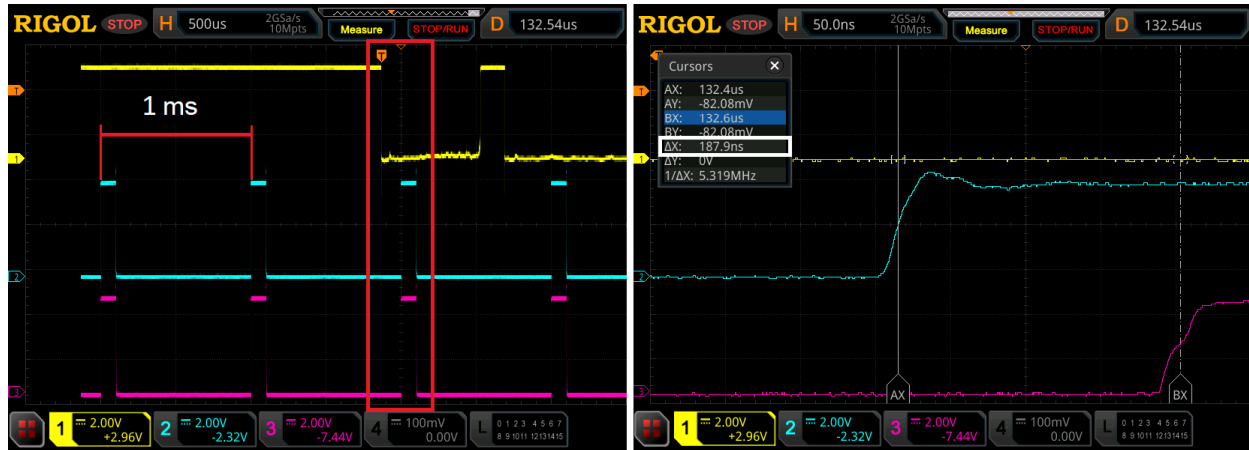 RIGOL STOP H 500us 2GSa/s 10Mpts Measure STOP/RUN D 132.54us
T
T
1 ms
1
2
3
1 2.00V +2.96V 2 2.00V -2.32V 3 2.00V -7.44V 4 100mV 0.00V L 0 1 2 3 4 5 6 7 8 9 10 11 12 13 14 15
RIGOL STOP H 50.0ns 2GSa/s 10Mpts Measure STOP/RUN D 132.54us
T
Cursors X
AX: 132.4us
T
AY: -82.08mV
BX: 132.6us
BY: -82.08mV
ΔX: 187.9ns
1
ΔY: 0V
1/ΔX: 5.319MHz
2
3
AX BX
1 2.00V +2.96V 2 2.00V -2.32V 3 2.00V -7.44V 4 100mV 0.00V L 0 1 2 3 4 5 6 7 8 9 10 11 12 13 14 15